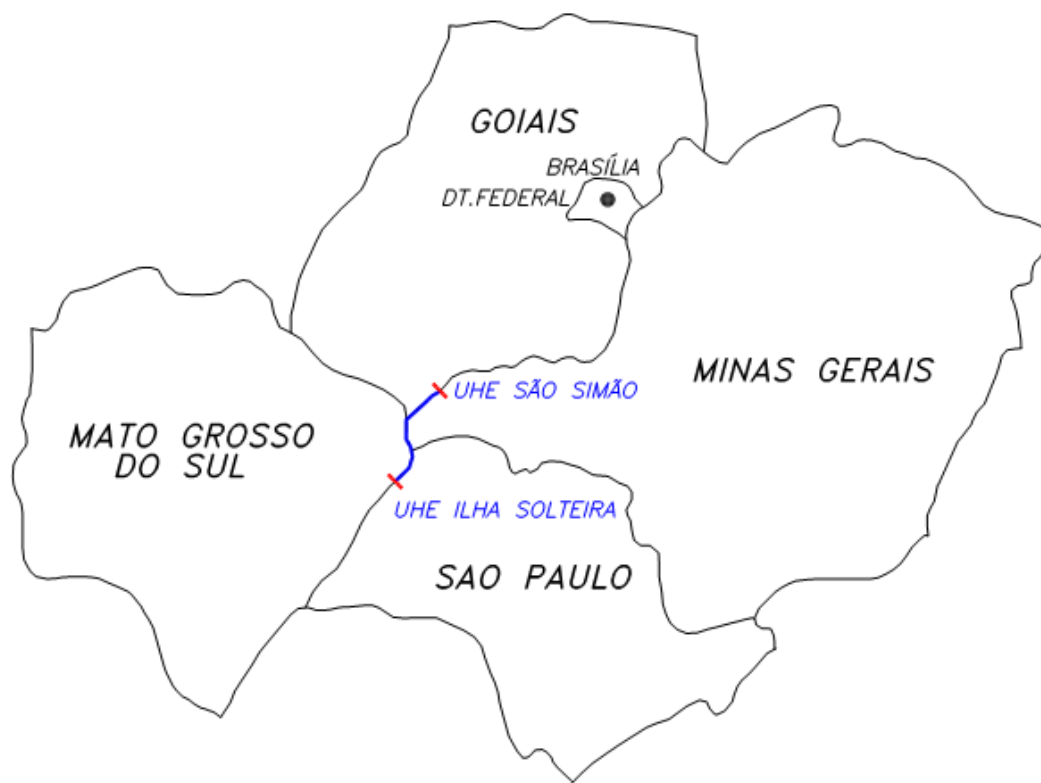 GOIAIS
BRASÍLIA
DT.FEDERAL
UHE SÃO SIMÃO
MINAS GERAIS
MATO GROSSO
DO SUL
UHE ILHA SOLTEIRA
SAO PAULO